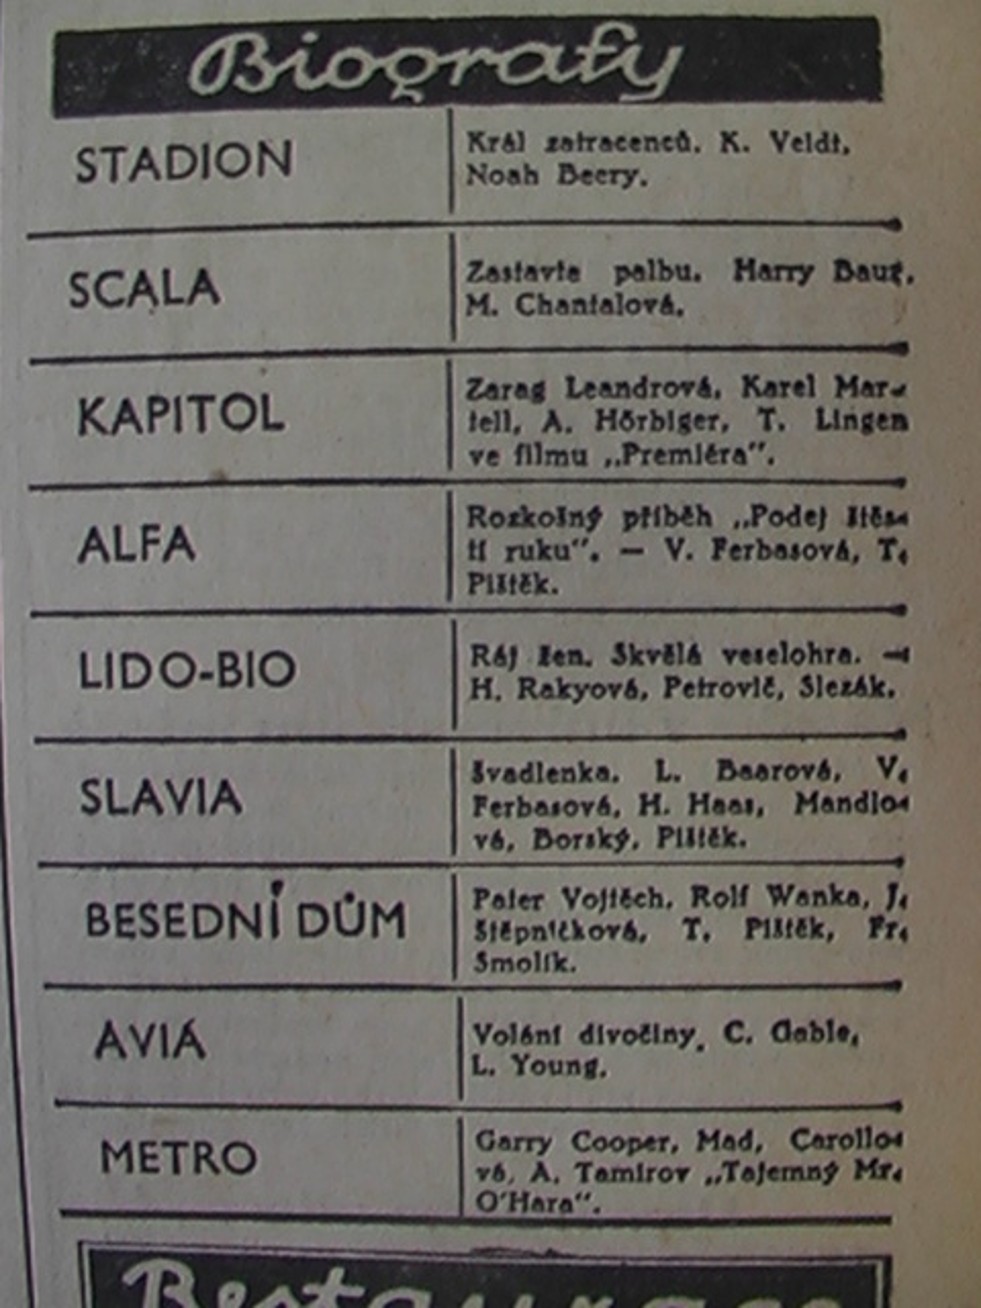 Biografy
STADION
Král zatracenců. K. Veidt,
Noah Beery.
SCALA
Zastavte palbu. Harry Baur,
M. Chantalová.
KAPITOL
Zarag Leandrová, Karel Mar-
tell, A. Hörbiger, T. Lingen
ve filmu „Premiéra".
ALFA
Rozkošný příběh „Podej štěs-
tí ruku". — V. Ferbasová, T.
Pištěk.
LIDO-BIO
Ráj žen. Skvělá veselohra. —
H. Rakyová, Petrovič, Slezák.
SLAVIA
Švadlenka. L. Baarová, V.
Ferbasová, H. Haas, Mandlo-
vá, Borský, Pištěk.
BESEDNÍ DŮM
Pater Vojtěch. Rolf Wanka, J.
Štěpničková, T. Pištěk, Fr.
Smolík.
AVIA
Volání divočiny. C. Gable,
L. Young.
METRO
Garry Cooper, Mad, Carollo-
vá, A. Tamirov „Tajemný Mr.
O'Hara".